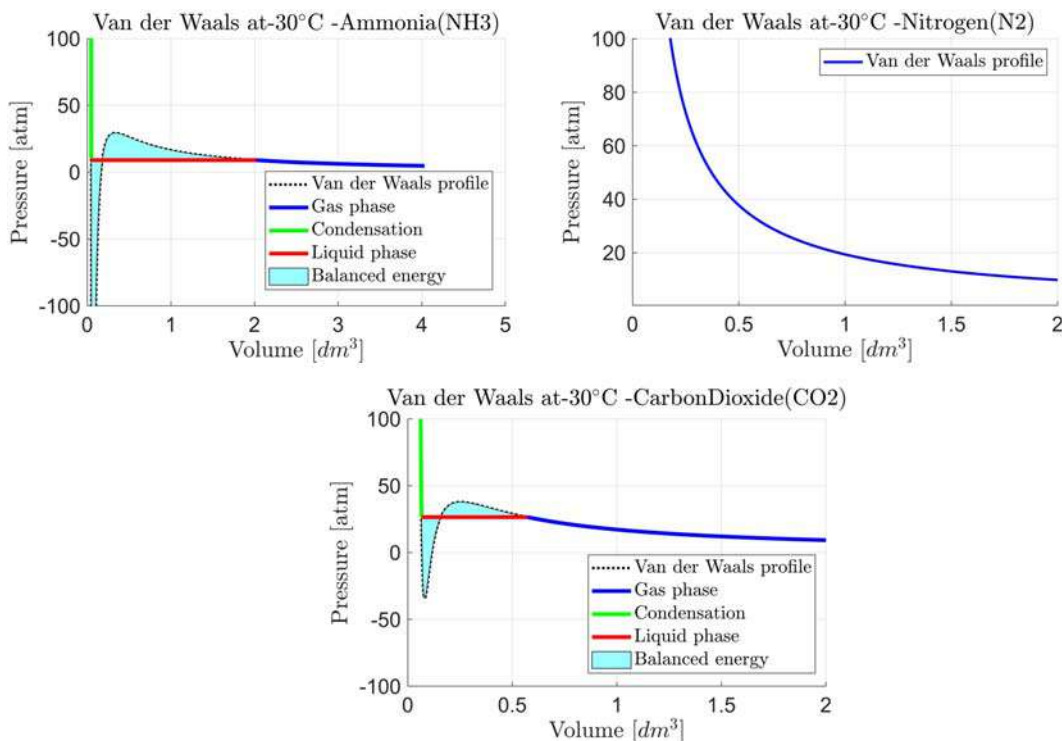 Van der Waals at-30°C -Ammonia(NH3)
100
50
0
-50
-100
Pressure [atm]
0 1 2 3 4 5
Volume [dm³]
Van der Waals profile
Gas phase
Condensation
Liquid phase
Balanced energy
Van der Waals at-30°C -Nitrogen(N2)
100
80
60
40
20
Pressure [atm]
0 0.5 1 1.5 2
Volume [dm³]
Van der Waals profile
Van der Waals at-30°C -CarbonDioxide(CO2)
100
50
0
-50
-100
Pressure [atm]
0 0.5 1 1.5 2
Volume [dm³]
Van der Waals profile
Gas phase
Condensation
Liquid phase
Balanced energy